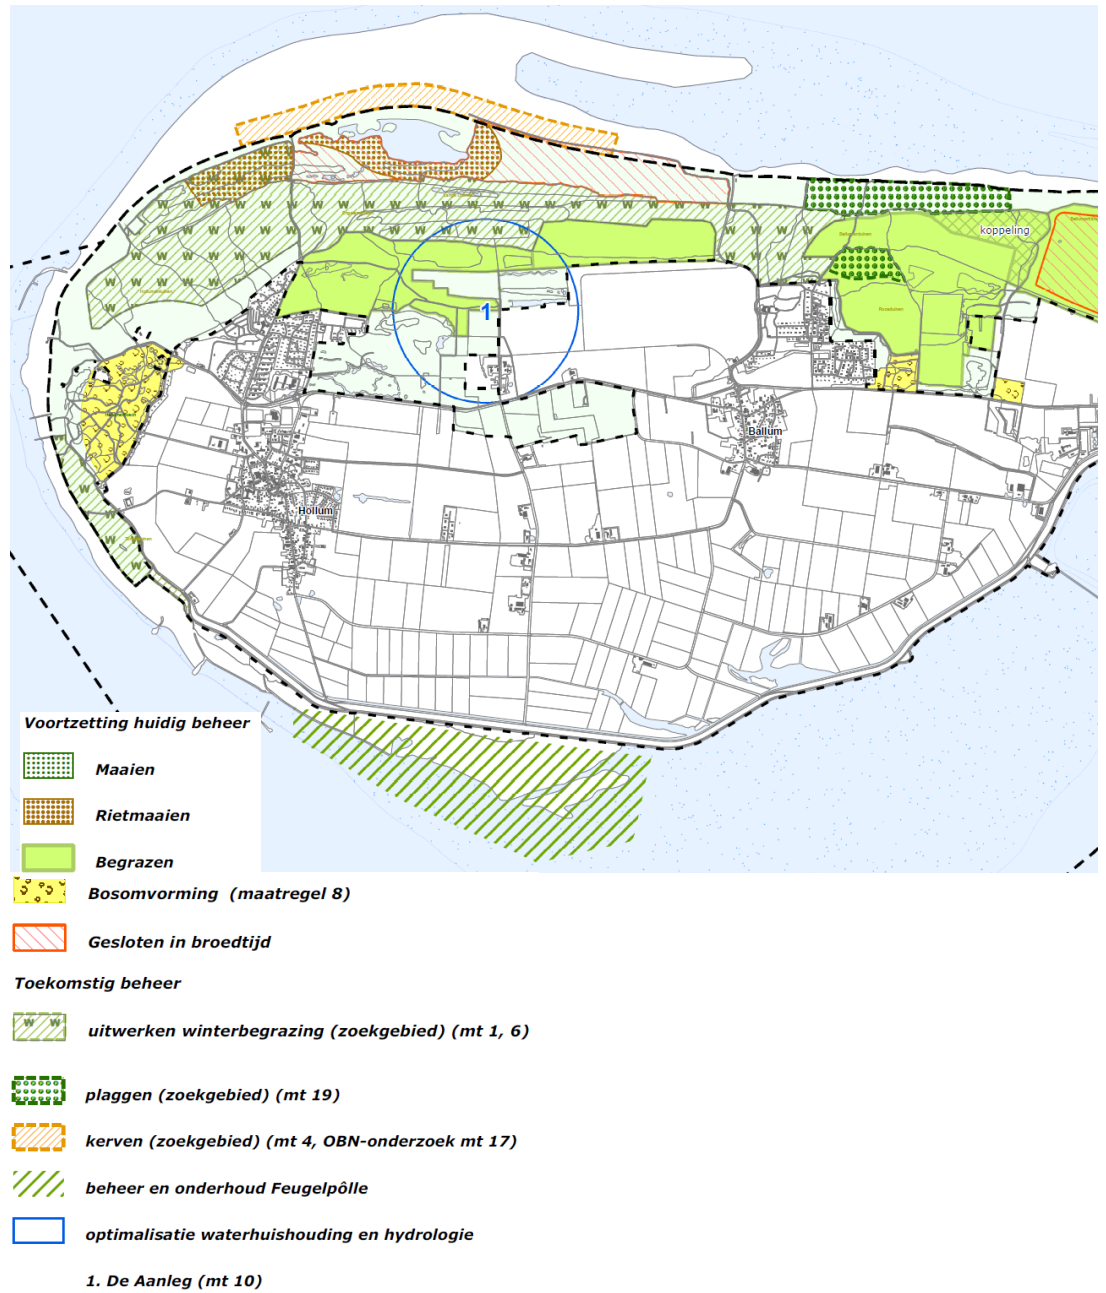 koppeling
1
Ballum
Hollum
Voortzetting huidig beheer
Maaien
Rietmaaien
Begrazen
Bosomvorming (maatregel 8)
Gesloten in broedtijd
Toekomstig beheer
uitwerken winterbegrazing (zoekgebied) (mt 1, 6)
plaggen (zoekgebied) (mt 19)
kerven (zoekgebied) (mt 4, OBN-onderzoek mt 17)
beheer en onderhoud Feugelpôlle
optimalisatie waterhuishouding en hydrologie
1. De Aanleg (mt 10)